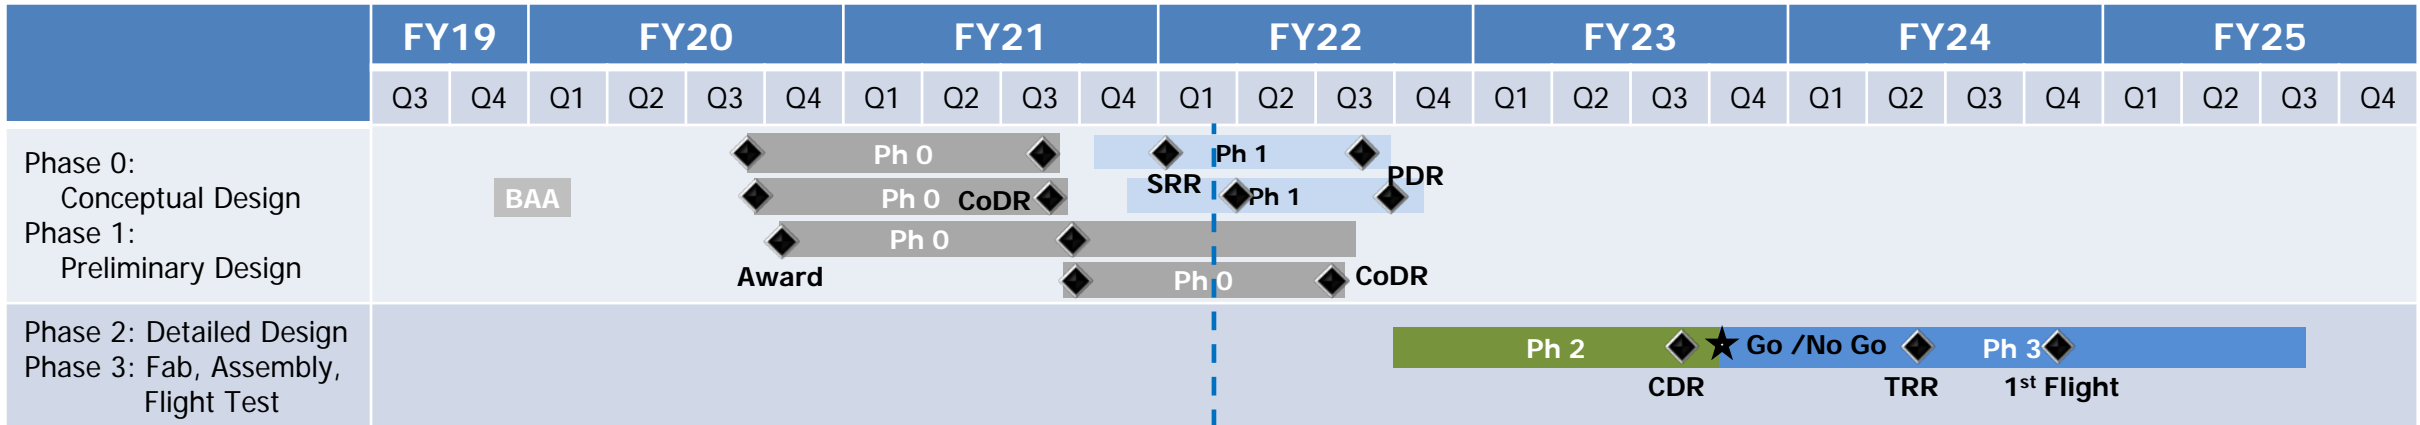 FY19 FY20 FY21 FY22 FY23 FY24 FY25
Q3 Q4 Q1 Q2 Q3 Q4 Q1 Q2 Q3 Q4 Q1 Q2 Q3 Q4 Q1 Q2 Q3 Q4 Q1 Q2 Q3 Q4 Q1 Q2 Q3 Q4
Phase 0:
Conceptual Design
Phase 1:
Preliminary Design
Ph 0 Ph 1
SRR PDR
BAA Ph 0 CoDR Ph 1
Ph 0
Award Ph 0 CoDR
Phase 2: Detailed Design
Phase 3: Fab, Assembly,
Flight Test
Ph 2 Go /No Go Ph 3
CDR TRR 1st Flight